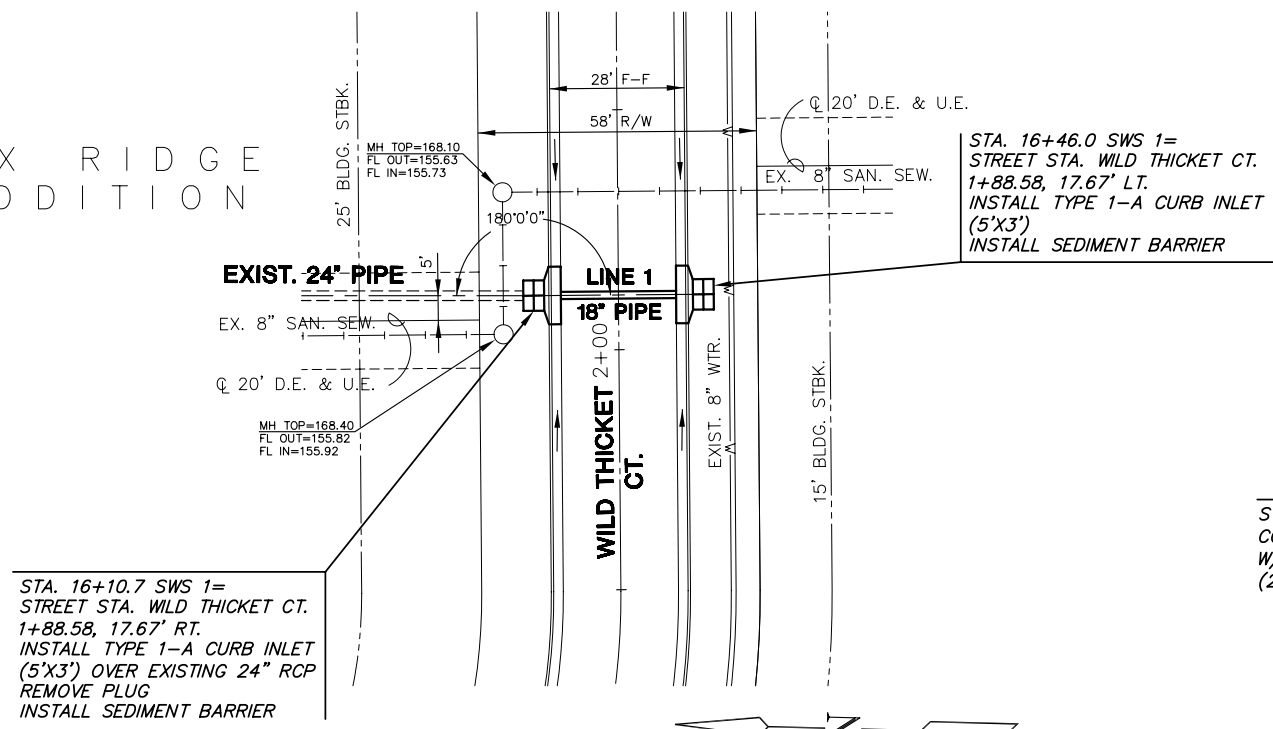 X RIDGE
DDITION
25' BLDG. STBK.
MH TOP=168.10
FL OUT=155.63
FL IN=155.73
28' F-F
58' R/W
℄ 20' D.E. & U.E.
EX. 8" SAN. SEW.
STA. 16+46.0 SWS 1=
STREET STA. WILD THICKET CT.
1+88.58, 17.67' LT.
INSTALL TYPE 1-A CURB INLET
(5'X3')
INSTALL SEDIMENT BARRIER
180°0'0"
EXIST. 24" PIPE
5'
LINE 1
18" PIPE
EX. 8" SAN. SEW.
℄ 20' D.E. & U.E.
2+00
WILD THICKET
CT.
W
W
W
EXIST. 8" WTR.
15' BLDG. STBK.
MH TOP=168.40
FL OUT=155.82
FL IN=155.92
STA. 16+10.7 SWS 1=
STREET STA. WILD THICKET CT.
1+88.58, 17.67' RT.
INSTALL TYPE 1-A CURB INLET
(5'X3') OVER EXISTING 24" RCP
REMOVE PLUG
INSTALL SEDIMENT BARRIER
S
CO
W/
(2